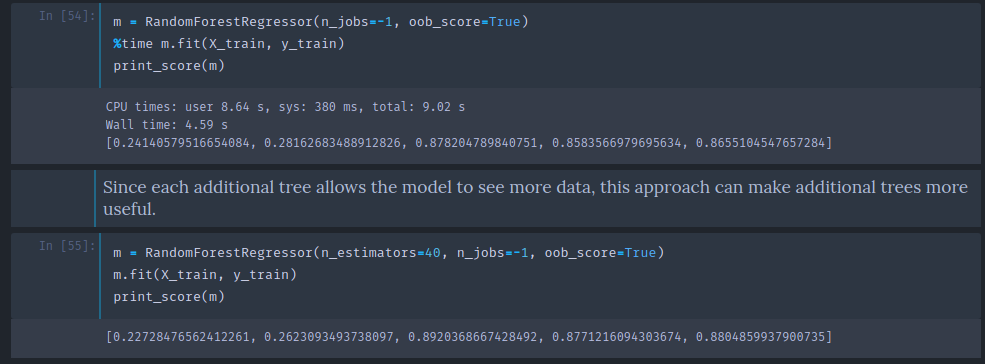 In [54]:
m = RandomForestRegressor(n_jobs=-1, oob_score=True)
%time m.fit(X_train, y_train)
print_score(m)
CPU times: user 8.64 s, sys: 380 ms, total: 9.02 s
Wall time: 4.59 s
[0.24140579516654084, 0.28162683488912826, 0.878204789840751, 0.8583566979695634, 0.8655104547657284]
Since each additional tree allows the model to see more data, this approach can make additional trees more
useful.
In [55]:
m = RandomForestRegressor(n_estimators=40, n_jobs=-1, oob_score=True)
m.fit(X_train, y_train)
print_score(m)
[0.22728476562412261, 0.2623093493738097, 0.8920368667428492, 0.8771216094303674, 0.8804859937900735]